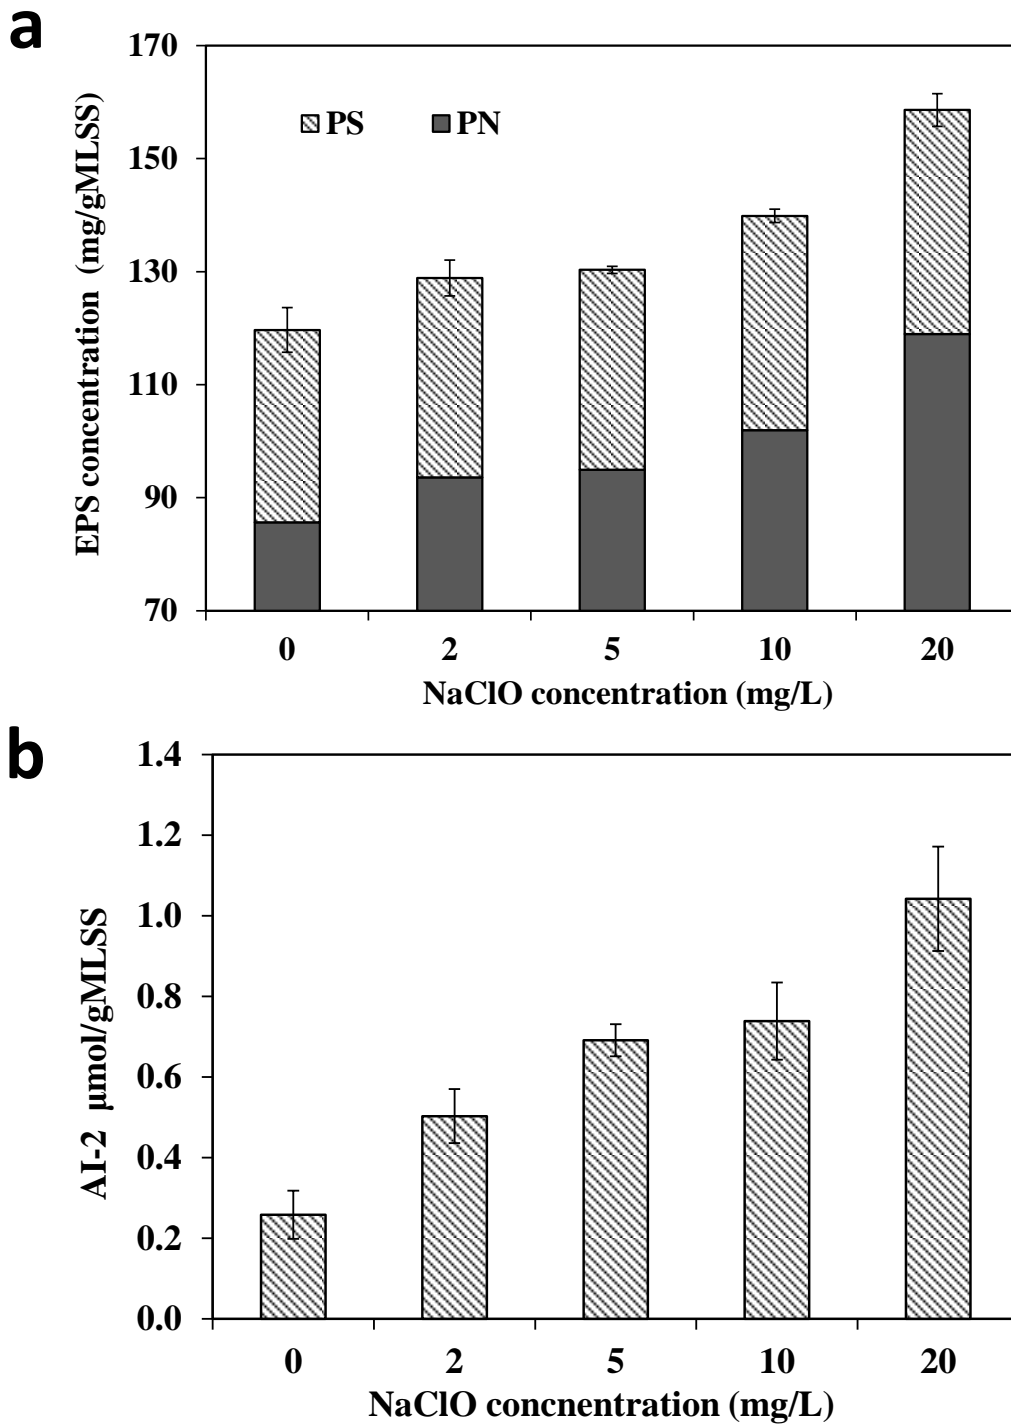 a
170
150
130
110
90
70
EPS concentration (mg/gMLSS)
PS
PN
0 2 5 10 20
NaClO concentration (mg/L)
b
1.4
1.2
1.0
0.8
0.6
0.4
0.2
0.0
AI-2 μmol/gMLSS
0 2 5 10 20
NaClO concnentration (mg/L)